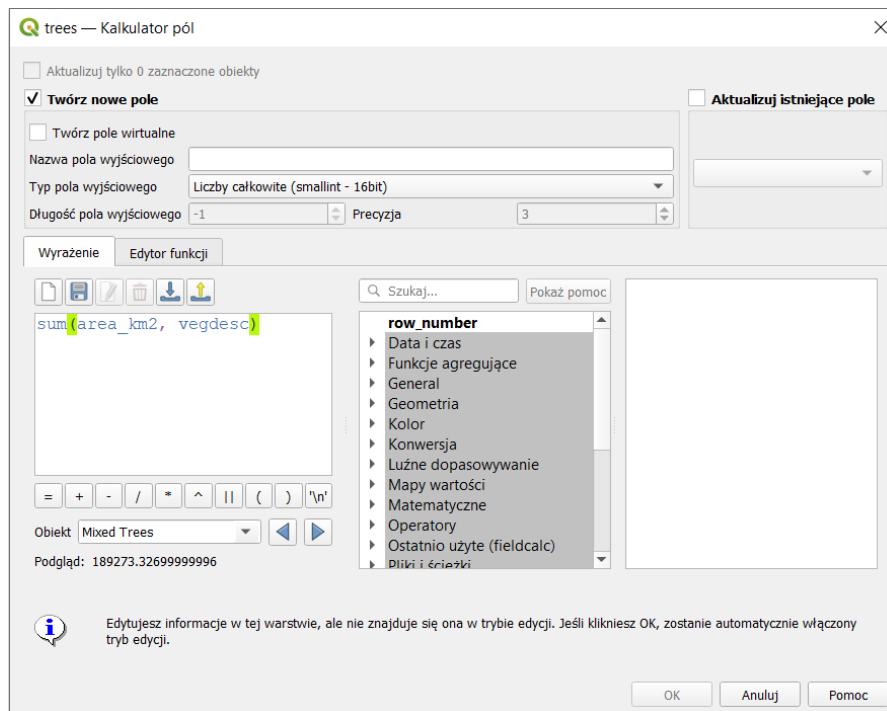 trees — Kalkulator pól
Aktualizuj tylko 0 zaznaczone obiekty
Twórz nowe pole
Aktualizuj istniejące pole
Twórz pole wirtualne
Nazwa pola wyjściowego
Typ pola wyjściowego Liczby całkowite (smallint - 16bit)
Długość pola wyjściowego -1 Precyzja 3
Wyrażenie Edytor funkcji
Szukaj... Pokaż pomoc
sum(area_km2, vegdesc)
row_number
Data i czas
Funkcje agregujące
General
Geometria
Kolor
Konwersja
Luźne dopasowywanie
Mapy wartości
Matematyczne
Operatory
Ostatnio użyte (fieldcalc)
Pliki i ścieżki
= + - / * ^ || ( ) '\n'
Obiekt Mixed Trees
Podgląd: 189273.32699999996
Edytujesz informacje w tej warstwie, ale nie znajduje się ona w trybie edycji. Jeśli klikniesz OK, zostanie automatycznie włączony
tryb edycji.
OK Anuluj Pomoc